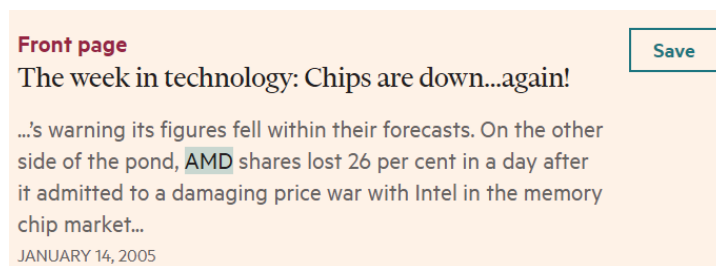 Front page
Save
The week in technology: Chips are down...again!
...’s warning its figures fell within their forecasts. On the other
side of the pond, AMD shares lost 26 per cent in a day after
it admitted to a damaging price war with Intel in the memory
chip market...
JANUARY 14, 2005